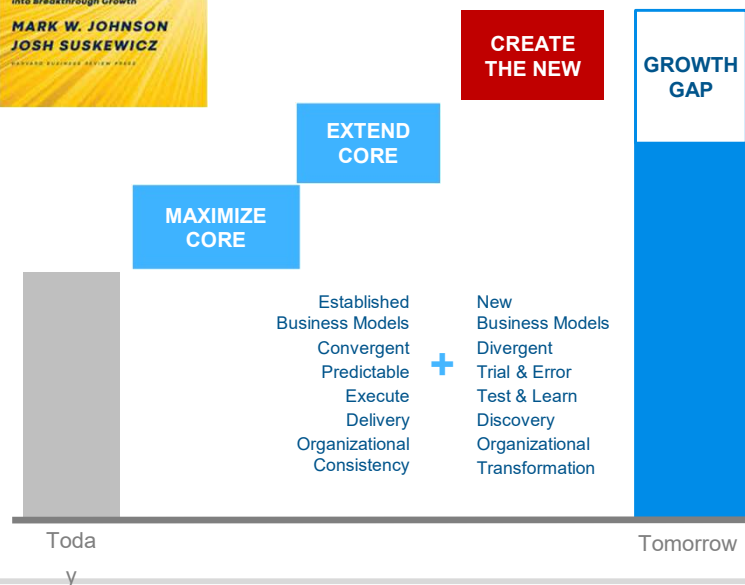 into Breakthrough Growth
MARK W. JOHNSON
JOSH SUSKEWICZ
HARVARD BUSINESS REVIEW PRESS
CREATE
THE NEW
GROWTH
GAP
EXTEND
CORE
MAXIMIZE
CORE
Established
Business Models
Convergent
Predictable
Execute
Delivery
Organizational
Consistency
+
New
Business Models
Divergent
Trial & Error
Test & Learn
Discovery
Organizational
Transformation
Toda
y
Tomorrow